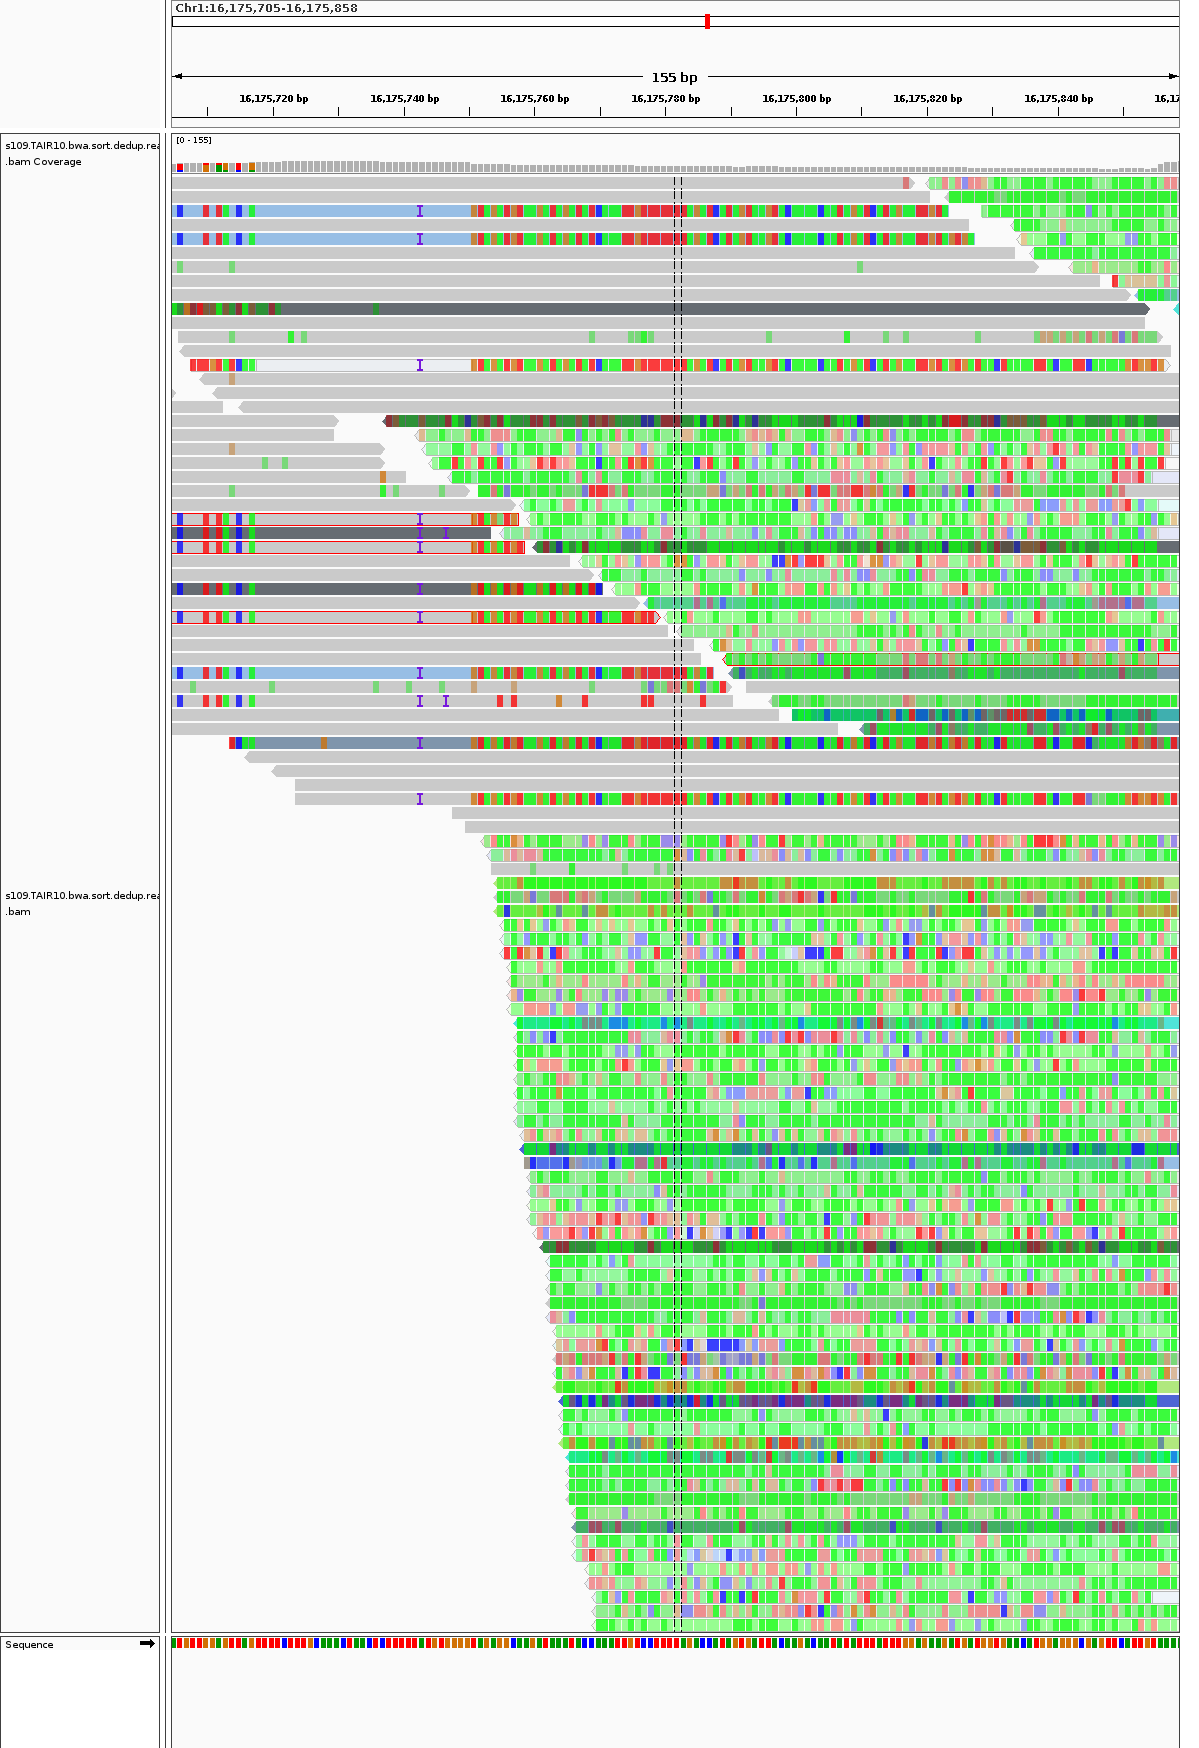 Chr1:16,175,705-16,175,858
155 bp
16,175,720 bp 16,175,740 bp 16,175,760 bp 16,175,780 bp 16,175,800 bp 16,175,820 bp 16,175,840 bp 16,17
s109.TAIR10.bwa.sort.dedup.rea
.bam Coverage
[0 - 155]
s109.TAIR10.bwa.sort.dedup.rea
.bam
Sequence